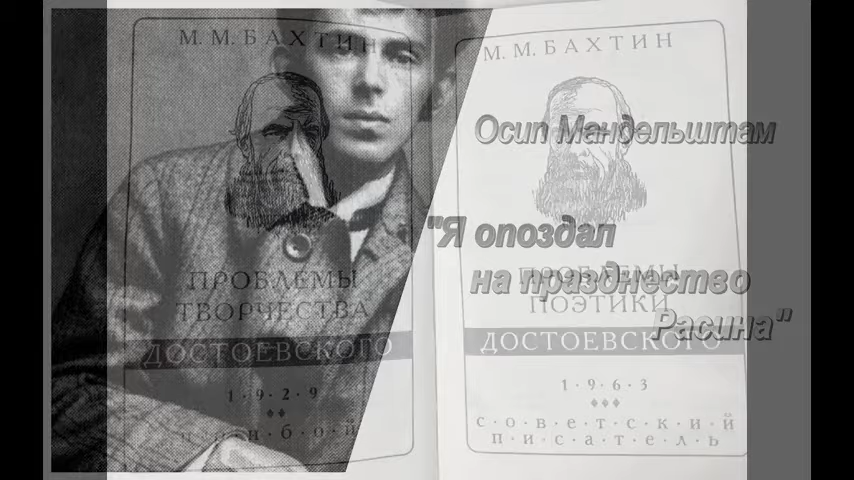 М. М. БАХТИН
ПРОБЛЕМЫ
ТВОРЧЕСТВА
ДОСТОЕВСКОГО
1·9·2·9
П·р·и·б·о·й
М. М. БАХТИН
ПРОБЛЕМЫ
ПОЭТИКИ
ДОСТОЕВСКОГО
1·9·6·3
с·о·в·е·т·с·к·и·й
п·и·с·а·т·е·л·ь
Осип Мандельштам
"Я опоздал
на празднество
Расина"